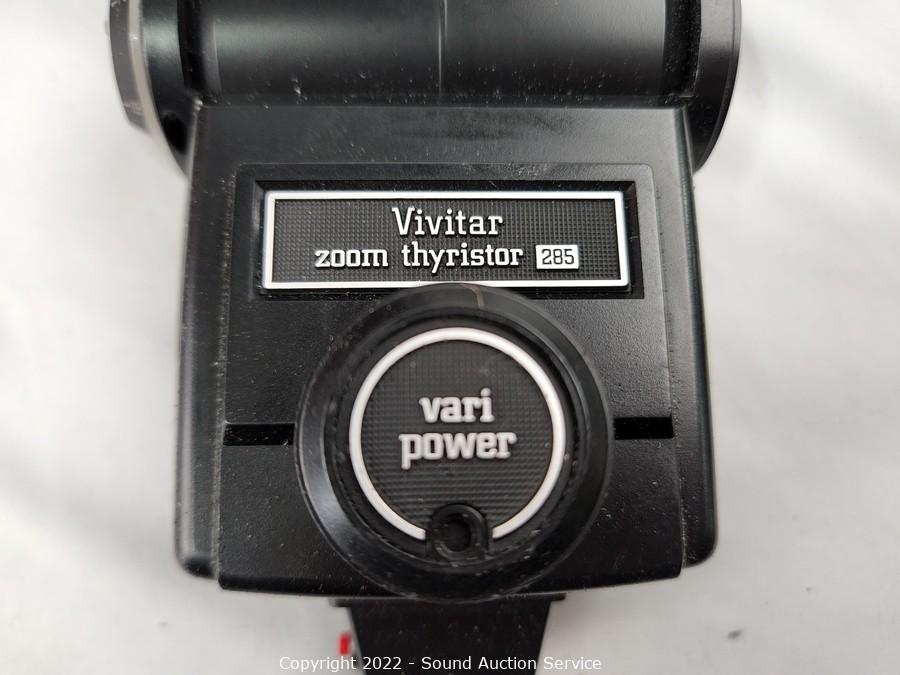 Vivitar
zoom thyristor 285
vari
power
Copyright 2022 - Sound Auction Service